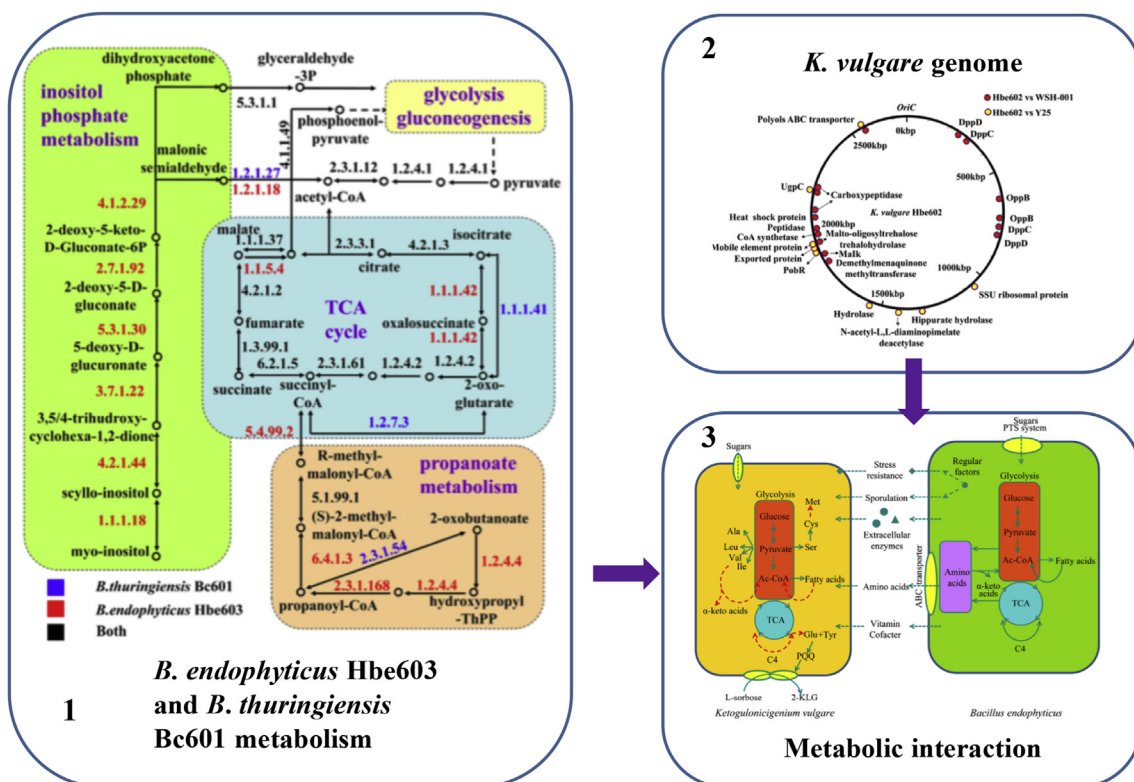 dihydroxyacetone
phosphate
glyceraldehyde
-3P
5.3.1.1
inositol
phosphate
metabolism
glycolysis
gluconeogenesis
phosphoenol-
pyruvate
4.1.1.49
malonic
semialdehyde
1.2.1.27
1.2.1.18
2.3.1.12
1.2.4.1
1.2.4.1
pyruvate
acetyl-CoA
4.1.2.29
2-deoxy-5-keto-
D-Gluconate-6P
2.7.1.92
2-deoxy-5-D-
gluconate
5.3.1.30
5-deoxy-D-
glucuronate
3.7.1.22
3,5/4-trihydroxy-
cyclohexa-1,2-dione
4.2.1.44
scyllo-inositol
1.1.1.18
myo-inositol
malate
1.1.1.37
1.1.5.4
2.3.3.1
citrate
4.2.1.3
isocitrate
4.2.1.2
TCA
cycle
1.1.1.42
1.1.1.41
fumarate
oxalosuccinate
1.1.1.42
1.3.99.1
6.2.1.5
2.3.1.61
1.2.4.2
1.2.4.2
succinate
succinyl-
CoA
2-oxo-
glutarate
1.2.7.3
5.4.99.2
R-methyl-
malonyl-CoA
propanoate
metabolism
5.1.99.1
(S)-2-methyl-
malonyl-CoA
2-oxobutanoate
6.4.1.3
2.3.1.54
1.2.4.4
2.3.1.168
1.2.4.4
propanoyl-CoA
hydroxypropyl
-ThPP
B.thuringiensis Bc601
B.endophyticus Hbe603
Both
1
B. endophyticus Hbe603
and B. thuringiensis
Bc601 metabolism
2
K. vulgare genome
Hbe602 vs WSH-001
Hbe602 vs Y25
OriC
0kbp
Polyols ABC transporter
2500kbp
DppD
DppC
500kbp
UgpC
Carboxypeptidase
OppB
K. vulgare Hbe602
Heat shock protein
Peptidase
2000kbp
CoA synthetase
Malto-oligosyltrehalose
trehalohydrolase
Mobile element protein
Exported protein
Malk
PobR
Demethylmenaquinone
methyltransferase
OppB
DppC
DppD
1000kbp
1500kbp
SSU ribosomal protein
Hydrolase
Hippurate hydrolase
N-acetyl-L,L-diaminopimelate
deacetylase
3
Sugars
Sugars
PTS system
Glycolysis
Glucose
Pyruvate
Ac-CoA
Met
Cys
Ser
Ala
Leu
Val
Ile
Fatty acids
α-keto acids
TCA
C4
Glu+Tyr
PQQ
L-sorbose
2-KLG
Ketogulonicigenium vulgare
Stress
resistance
Regular
factors
Sporulation
Extracellular
enzymes
Amino acids
Vitamin
Cofacter
ABC transporter
Glycolysis
Glucose
Pyruvate
Ac-CoA
Fatty acids
Amino
acids
α-keto
acids
TCA
C4
Bacillus endophyticus
Metabolic interaction